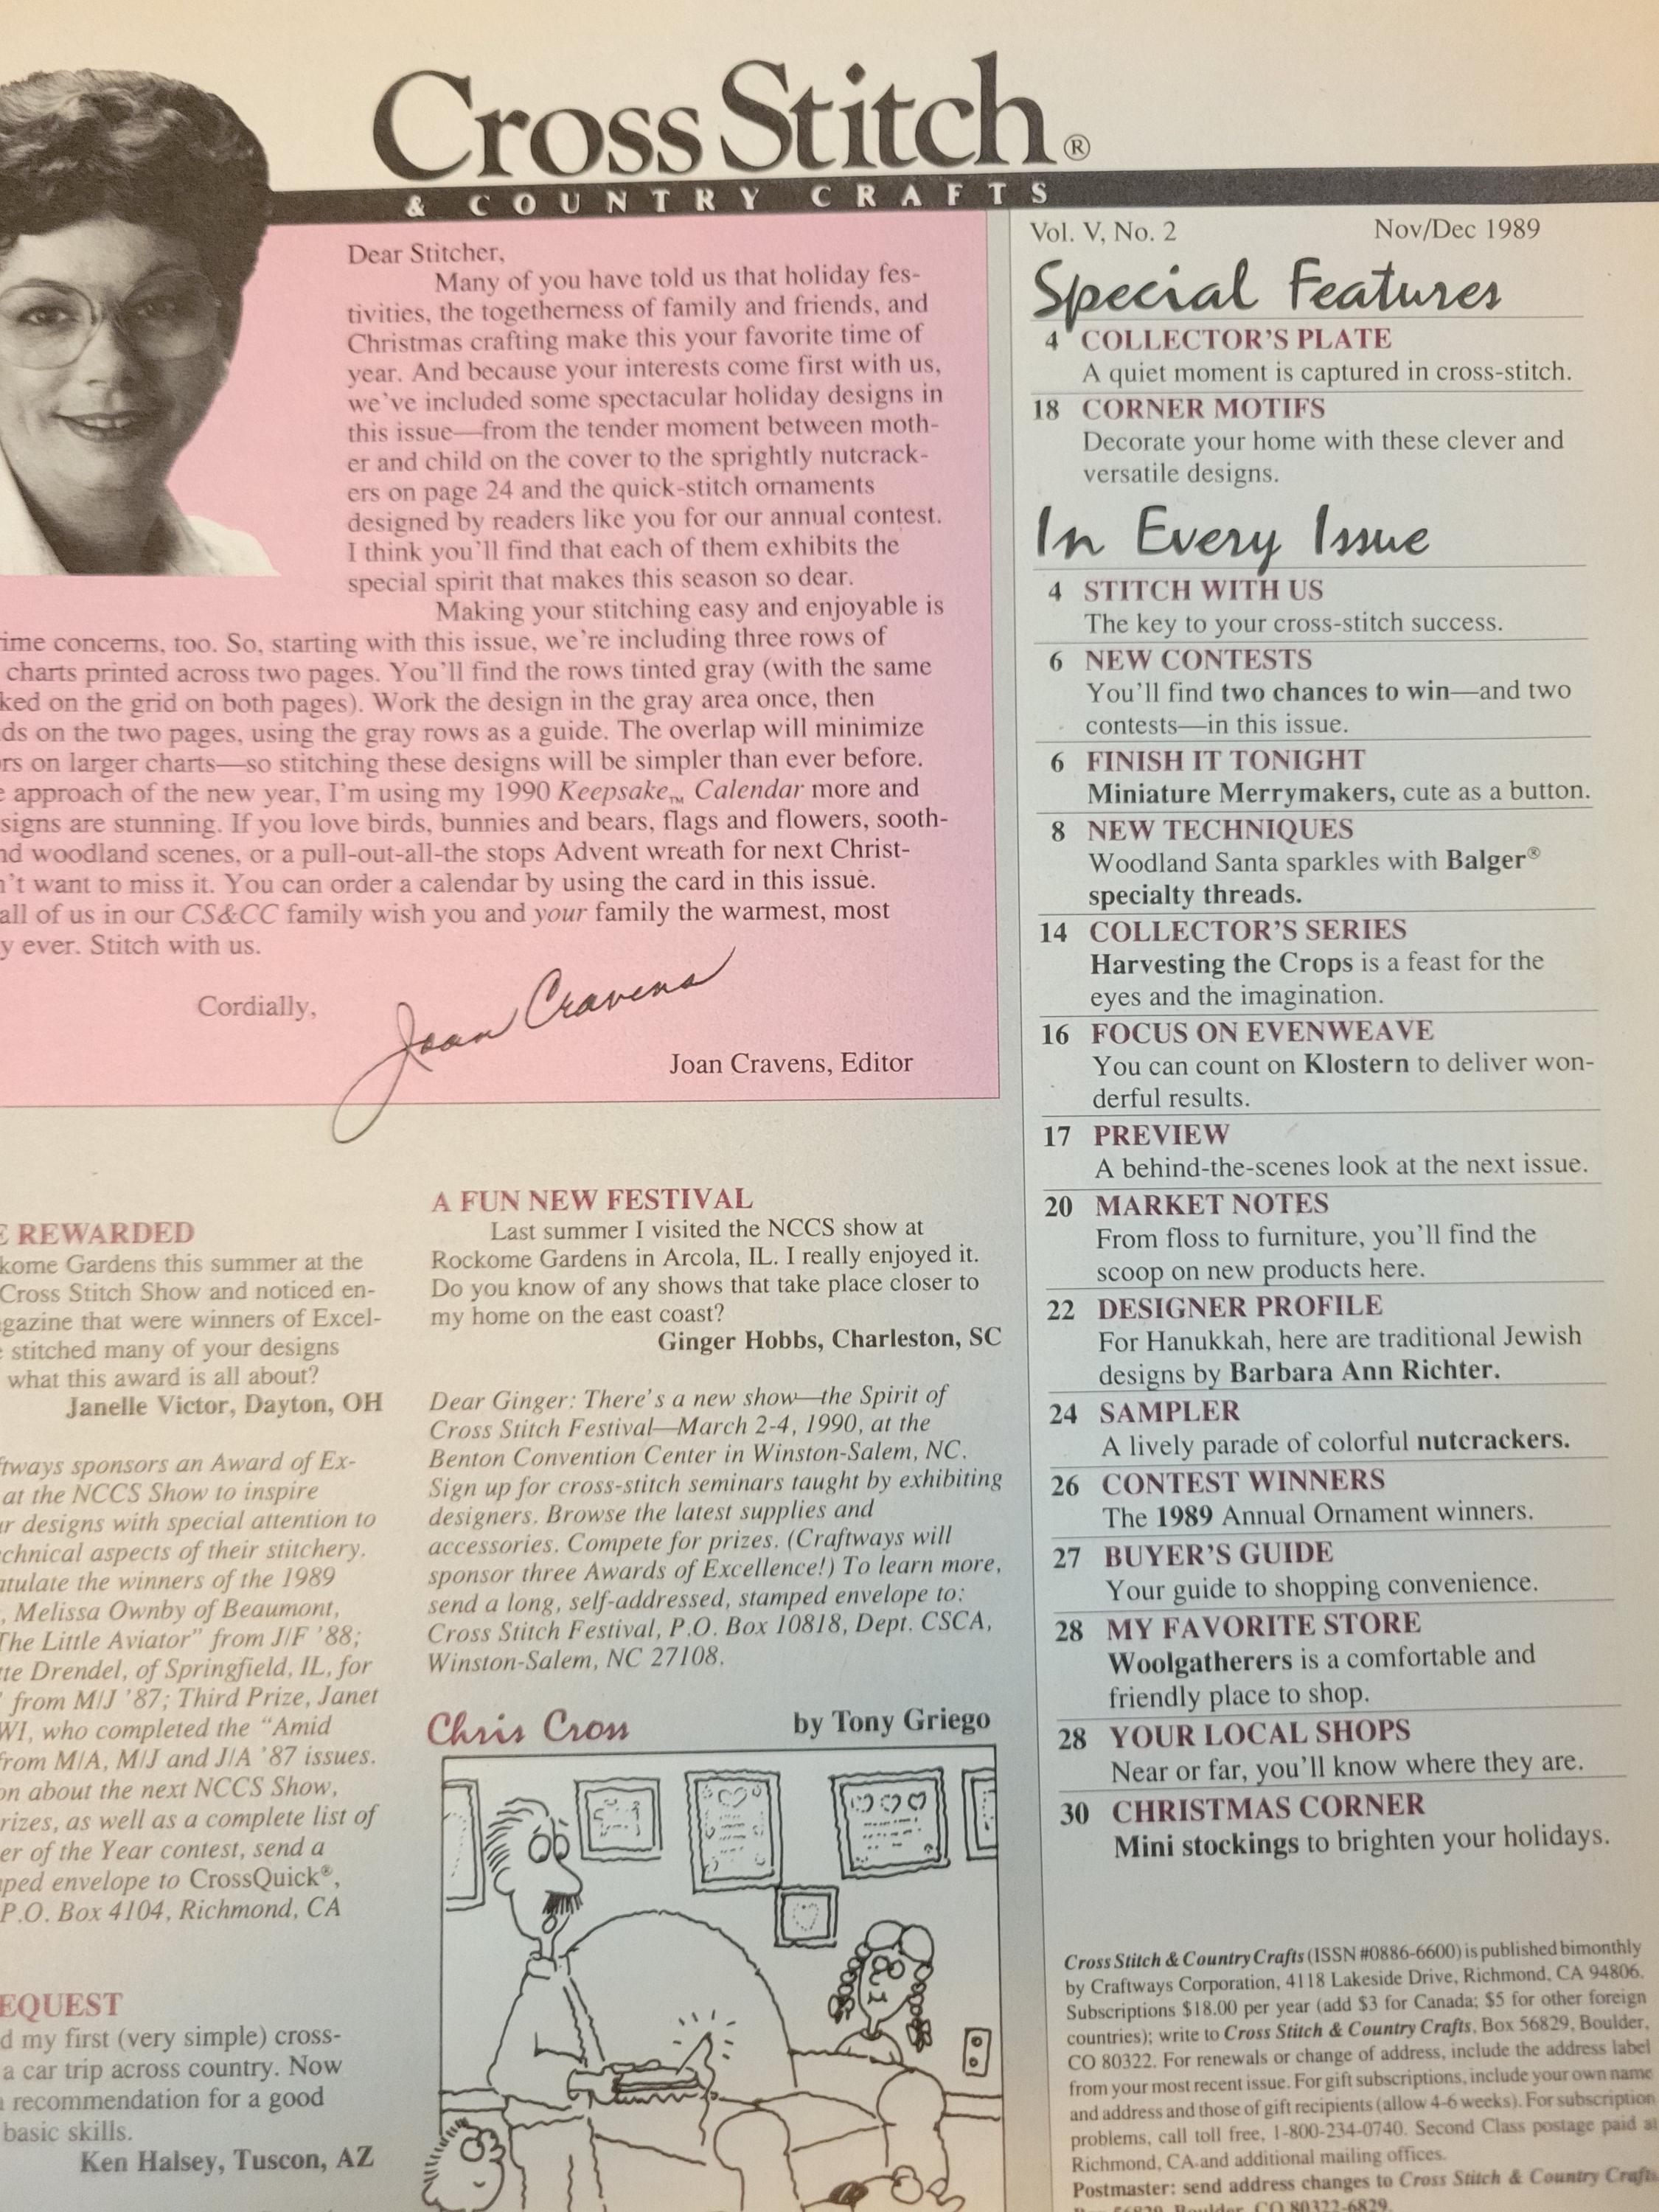 Cross Stitch®
& COUNTRY CRAFTS
Dear Stitcher,
Many of you have told us that holiday fes-
tivities, the togetherness of family and friends, and
Christmas crafting make this your favorite time of
year. And because your interests come first with us,
we've included some spectacular holiday designs in
this issue—from the tender moment between moth-
er and child on the cover to the sprightly nutcrack-
ers on page 24 and the quick-stitch ornaments
designed by readers like you for our annual contest.
I think you'll find that each of them exhibits the
special spirit that makes this season so dear.
Making your stitching easy and enjoyable is
ime concerns, too. So, starting with this issue, we're including three rows of
charts printed across two pages. You'll find the rows tinted gray (with the same
ked on the grid on both pages). Work the design in the gray area once, then
ds on the two pages, using the gray rows as a guide. The overlap will minimize
rs on larger charts—so stitching these designs will be simpler than ever before.
e approach of the new year, I'm using my 1990 Keepsake™ Calendar more and
signs are stunning. If you love birds, bunnies and bears, flags and flowers, sooth-
nd woodland scenes, or a pull-out-all-the stops Advent wreath for next Christ-
n't want to miss it. You can order a calendar by using the card in this issue.
all of us in our CS&CC family wish you and your family the warmest, most
y ever. Stitch with us.
Cordially,
Joan Cravens
Joan Cravens, Editor
E REWARDED
kome Gardens this summer at the
Cross Stitch Show and noticed en-
gazine that were winners of Excel-
e stitched many of your designs
what this award is all about?
Janelle Victor, Dayton, OH
ftways sponsors an Award of Ex-
at the NCCS Show to inspire
ur designs with special attention to
chnical aspects of their stitchery.
atulate the winners of the 1989
, Melissa Ownby of Beaumont,
The Little Aviator" from J/F '88;
te Drendel, of Springfield, IL, for
' from M/J '87; Third Prize, Janet
WI, who completed the "Amid
from M/A, M/J and J/A '87 issues.
on about the next NCCS Show,
rizes, as well as a complete list of
er of the Year contest, send a
ped envelope to CrossQuick®,
P.O. Box 4104, Richmond, CA
EQUEST
d my first (very simple) cross-
a car trip across country. Now
a recommendation for a good
basic skills.
Ken Halsey, Tuscon, AZ
A FUN NEW FESTIVAL
Last summer I visited the NCCS show at
Rockome Gardens in Arcola, IL. I really enjoyed it.
Do you know of any shows that take place closer to
my home on the east coast?
Ginger Hobbs, Charleston, SC
Dear Ginger: There's a new show—the Spirit of
Cross Stitch Festival—March 2-4, 1990, at the
Benton Convention Center in Winston-Salem, NC.
Sign up for cross-stitch seminars taught by exhibiting
designers. Browse the latest supplies and
accessories. Compete for prizes. (Craftways will
sponsor three Awards of Excellence!) To learn more,
send a long, self-addressed, stamped envelope to:
Cross Stitch Festival, P.O. Box 10818, Dept. CSCA,
Winston-Salem, NC 27108.
Chris Cross by Tony Griego
Vol. V, No. 2 Nov/Dec 1989
Special Features
4 COLLECTOR'S PLATE
A quiet moment is captured in cross-stitch.
18 CORNER MOTIFS
Decorate your home with these clever and
versatile designs.
In Every Issue
4 STITCH WITH US
The key to your cross-stitch success.
6 NEW CONTESTS
You'll find two chances to win—and two
contests—in this issue.
6 FINISH IT TONIGHT
Miniature Merrymakers, cute as a button.
8 NEW TECHNIQUES
Woodland Santa sparkles with Balger®
specialty threads.
14 COLLECTOR'S SERIES
Harvesting the Crops is a feast for the
eyes and the imagination.
16 FOCUS ON EVENWEAVE
You can count on Klostern to deliver won-
derful results.
17 PREVIEW
A behind-the-scenes look at the next issue.
20 MARKET NOTES
From floss to furniture, you'll find the
scoop on new products here.
22 DESIGNER PROFILE
For Hanukkah, here are traditional Jewish
designs by Barbara Ann Richter.
24 SAMPLER
A lively parade of colorful nutcrackers.
26 CONTEST WINNERS
The 1989 Annual Ornament winners.
27 BUYER'S GUIDE
Your guide to shopping convenience.
28 MY FAVORITE STORE
Woolgatherers is a comfortable and
friendly place to shop.
28 YOUR LOCAL SHOPS
Near or far, you'll know where they are.
30 CHRISTMAS CORNER
Mini stockings to brighten your holidays.
Cross Stitch & Country Crafts (ISSN #0886-6600) is published bimonthly
by Craftways Corporation, 4118 Lakeside Drive, Richmond, CA 94806.
Subscriptions $18.00 per year (add $3 for Canada; $5 for other foreign
countries); write to Cross Stitch & Country Crafts, Box 56829, Boulder,
CO 80322. For renewals or change of address, include the address label
from your most recent issue. For gift subscriptions, include your own name
and address and those of gift recipients (allow 4-6 weeks). For subscription
problems, call toll free, 1-800-234-0740. Second Class postage paid at
Richmond, CA and additional mailing offices.
Postmaster: send address changes to Cross Stitch & Country Crafts
Box 56829, Boulder, CO 80322-6829.